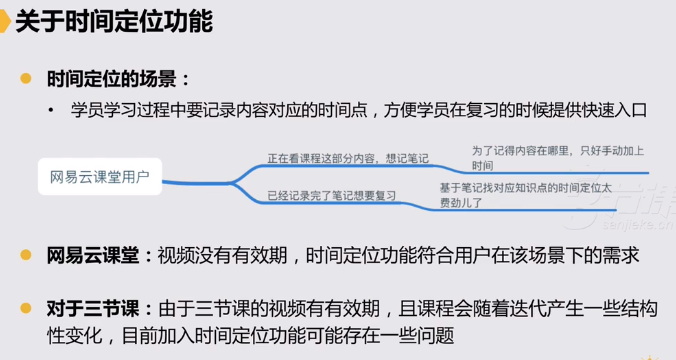 关于时间定位功能
时间定位的场景：
学员学习过程中要记录内容对应的时间点，方便学员在复习的时候提供快速入口
网易云课堂用户
正在看课程这部分内容，想记笔记
为了记得内容在哪里，只好手动加上
时间
已经记录完了笔记想要复习
基于笔记找对应知识点的时间定位太
费劲儿了
三节课
senjieke.cn
网易云课堂：视频没有有效期，时间定位功能符合用户在该场景下的需求
对于三节课：由于三节课的视频有有效期，且课程会随着迭代产生一些结构
性变化，目前加入时间定位功能可能存在一些问题